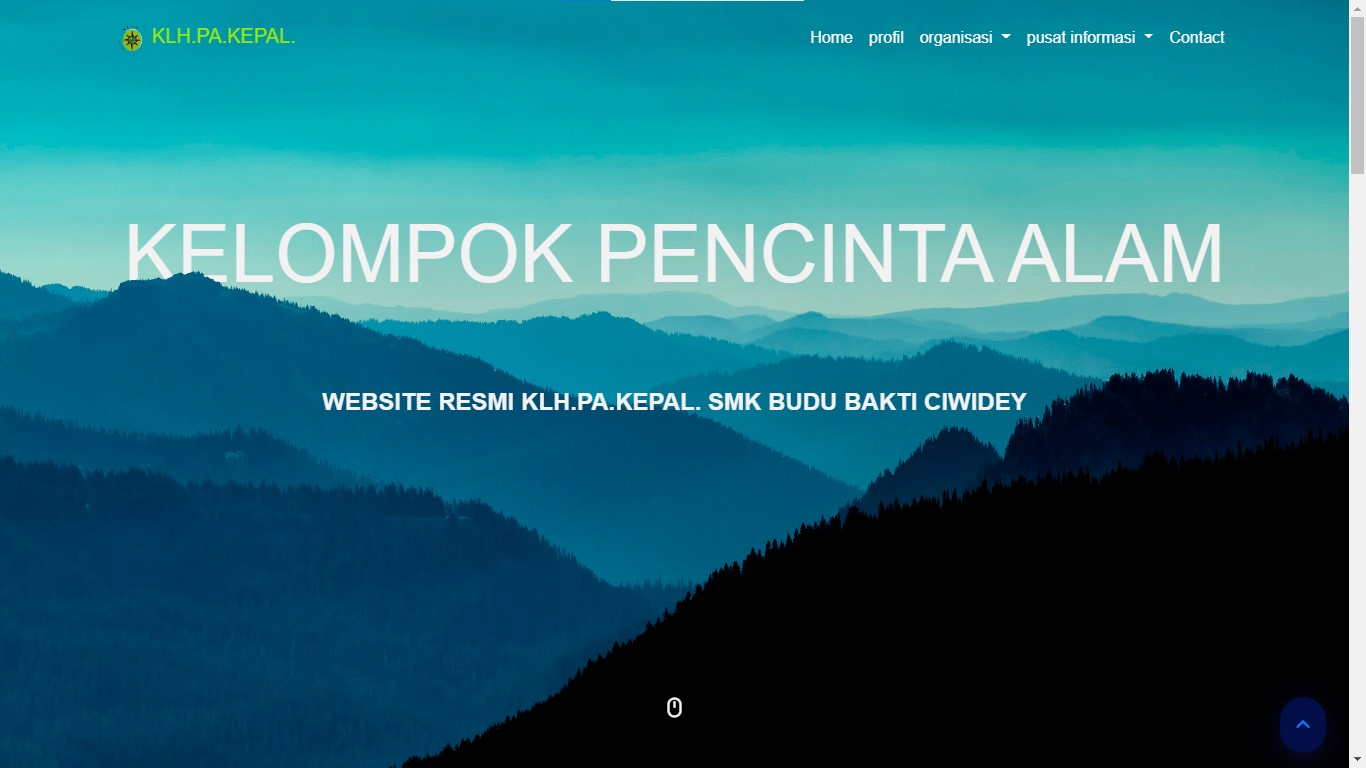 KLH.PA.KEPAL.
Home profil organisasi pusat informasi Contact
KELOMPOK PENCINTA ALAM
WEBSITE RESMI KLH.PA.KEPAL. SMK BUDU BAKTI CIWIDEY